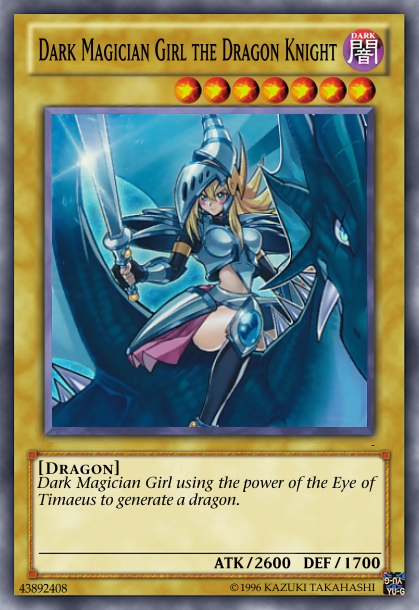 DARK MAGICIAN GIRL THE DRAGON KNIGHT
DARK
闇
[DRAGON]
Dark Magician Girl using the power of the Eye of
Timaeus to generate a dragon.
ATK/2600 DEF/1700
43892408
©1996 KAZUKI TAKAHASHI